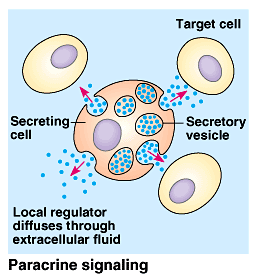 Target cell
Secreting
cell
Secretory
vesicle
Local regulator
diffuses through
extracellular fluid
Paracrine signaling